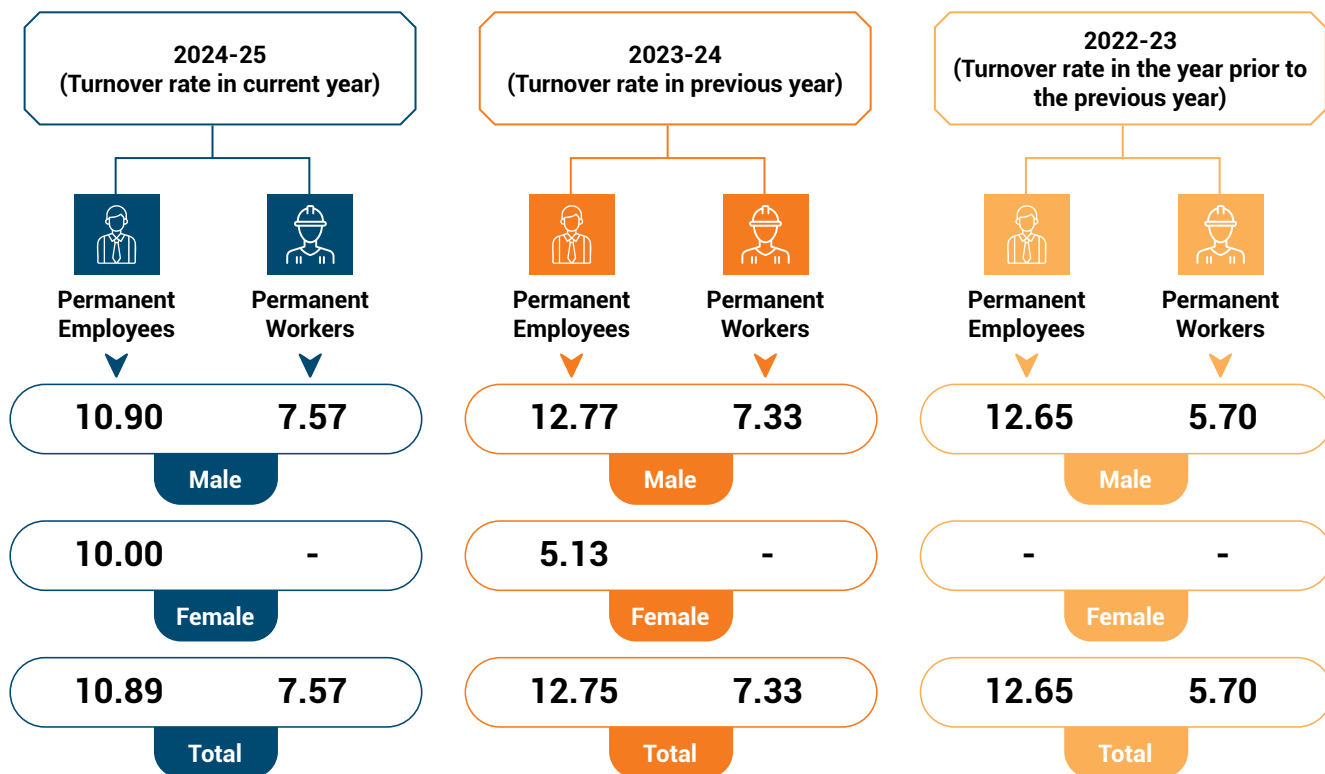 2024-25
(Turnover rate in current year)
Permanent
Employees
Permanent
Workers
10.90 7.57
Male
10.00 -
Female
10.89 7.57
Total
2023-24
(Turnover rate in previous year)
Permanent
Employees
Permanent
Workers
12.77 7.33
Male
5.13 -
Female
12.75 7.33
Total
2022-23
(Turnover rate in the year prior to
the previous year)
Permanent
Employees
Permanent
Workers
12.65 5.70
Male
- -
Female
12.65 5.70
Total